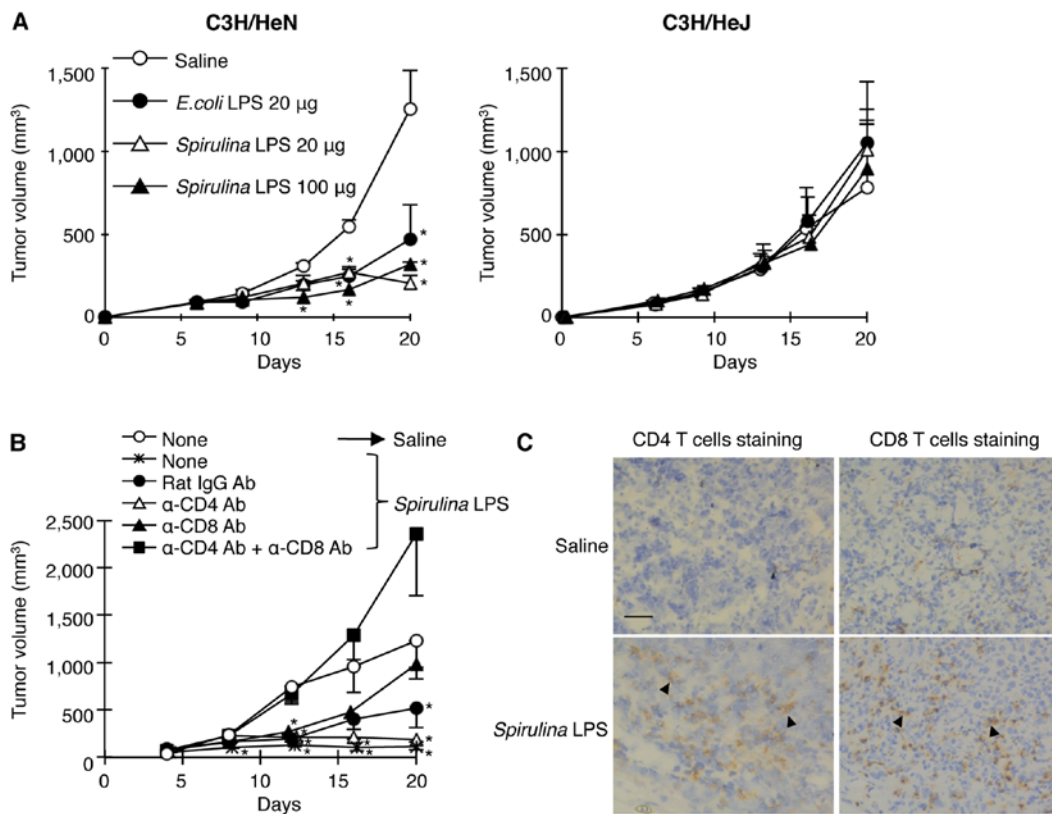 A
C3H/HeN
C3H/HeJ
Saline
E.coli LPS 20 µg
Spirulina LPS 20 µg
Spirulina LPS 100 µg
Tumor volume (mm³)
1,500
1,000
500
0
0 5 10 15 20
Days
* * * * * * *
Tumor volume (mm³)
1,500
1,000
500
0
0 5 10 15 20
Days
B
None
Saline
None
Rat IgG Ab
α-CD4 Ab
Spirulina LPS
α-CD8 Ab
α-CD4 Ab + α-CD8 Ab
Tumor volume (mm³)
2,500
2,000
1,500
1,000
500
0
0 5 10 15 20
Days
C
CD4 T cells staining
CD8 T cells staining
Saline
Spirulina LPS